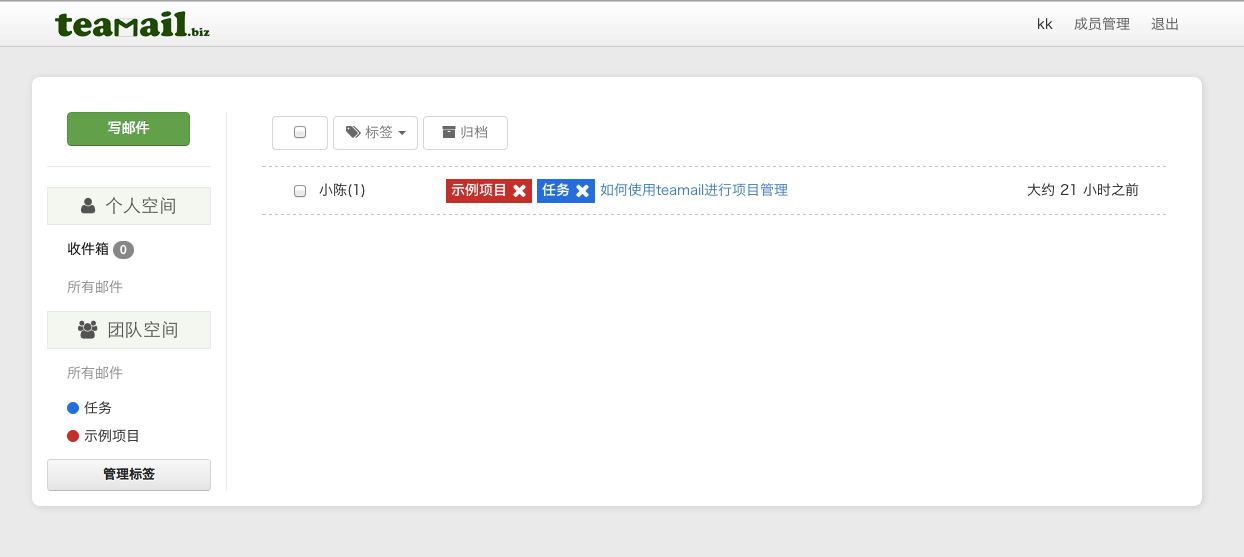 teamail.biz
kk 成员管理 退出
写邮件
标签 归档
小陈(1) 示例项目 任务 如何使用teamail进行项目管理 大约 21 小时之前
个人空间
收件箱 0
所有邮件
团队空间
所有邮件
任务
示例项目
管理标签